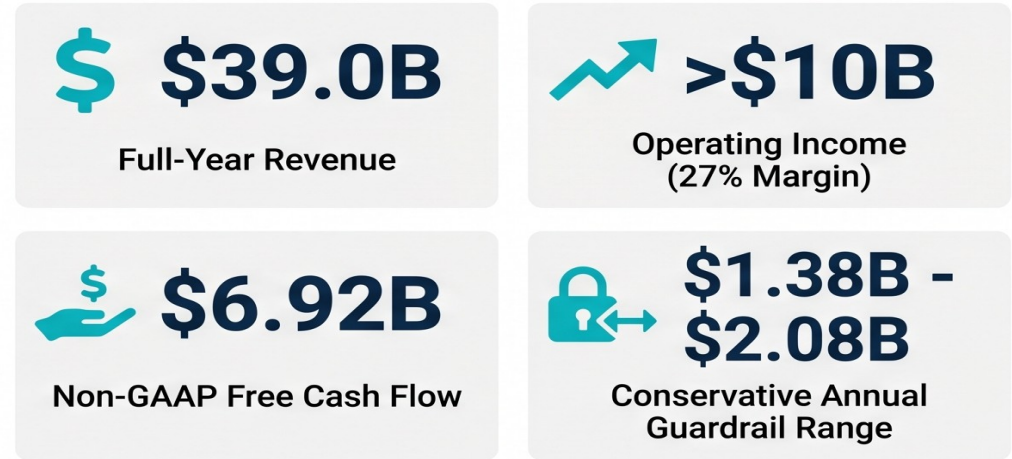 $39.0B
Full-Year Revenue
>$10B
Operating Income
(27% Margin)
$6.92B
Non-GAAP Free Cash Flow
$1.38B -
$2.08B
Conservative Annual
Guardrail Range